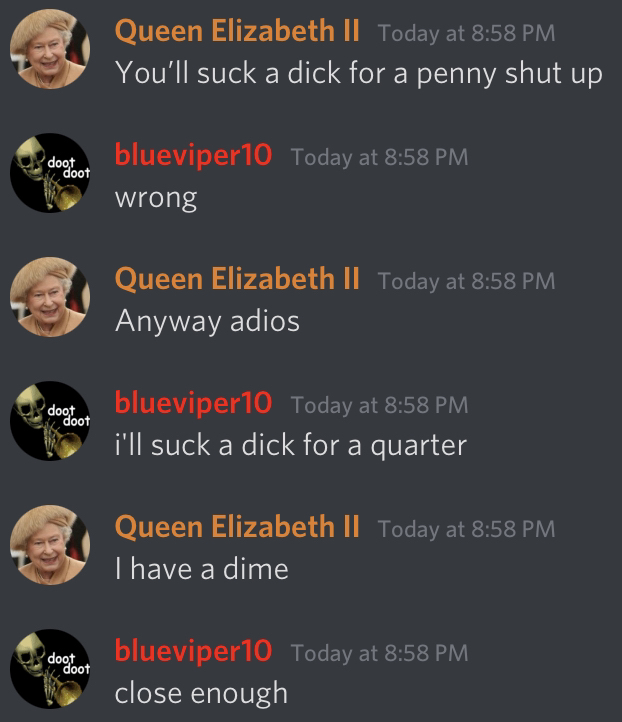 Queen Elizabeth II Today at 8:58 PM
You’ll suck a dick for a penny shut up
doot
doot
blueviper10 Today at 8:58 PM
wrong
Queen Elizabeth II Today at 8:58 PM
Anyway adios
doot
doot
blueviper10 Today at 8:58 PM
i'll suck a dick for a quarter
Queen Elizabeth II Today at 8:58 PM
I have a dime
doot
doot
blueviper10 Today at 8:58 PM
close enough